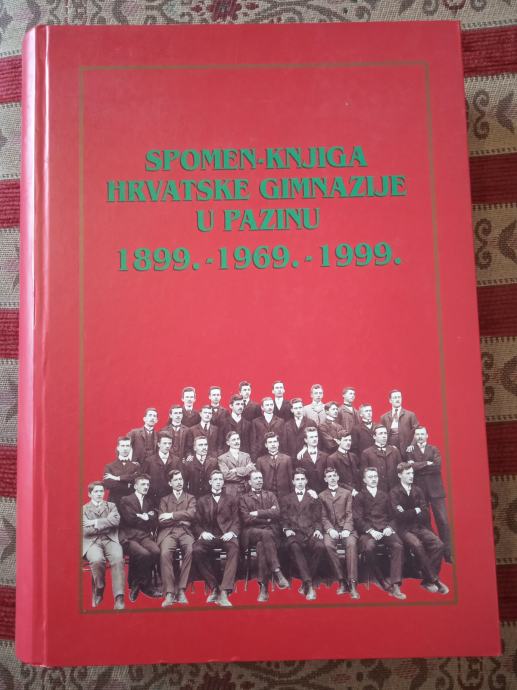 SPOMEN-KNJIGA
HRVATSKE GIMNAZIJE
U PAZINU
1899.-1969.-1999.